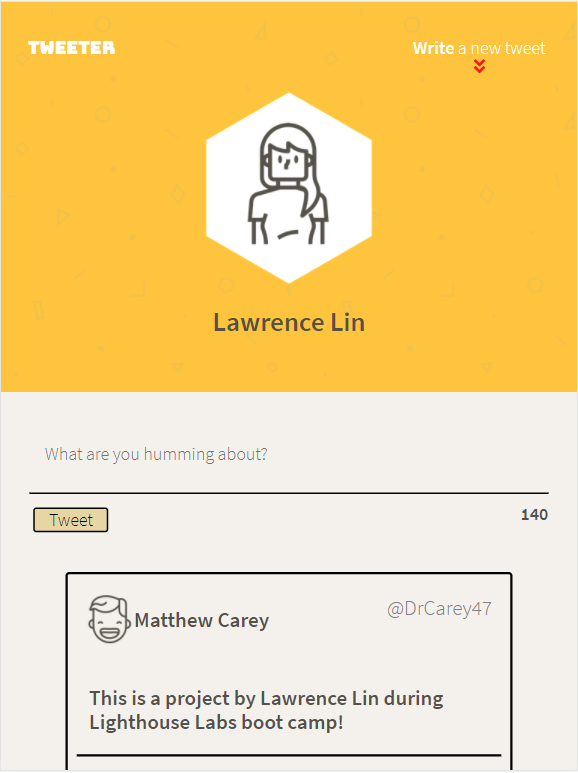 TWEETER
Write a new tweet
Lawrence Lin
What are you humming about?
Tweet
140
Matthew Carey
@DrCarey47
This is a project by Lawrence Lin during
Lighthouse Labs boot camp!